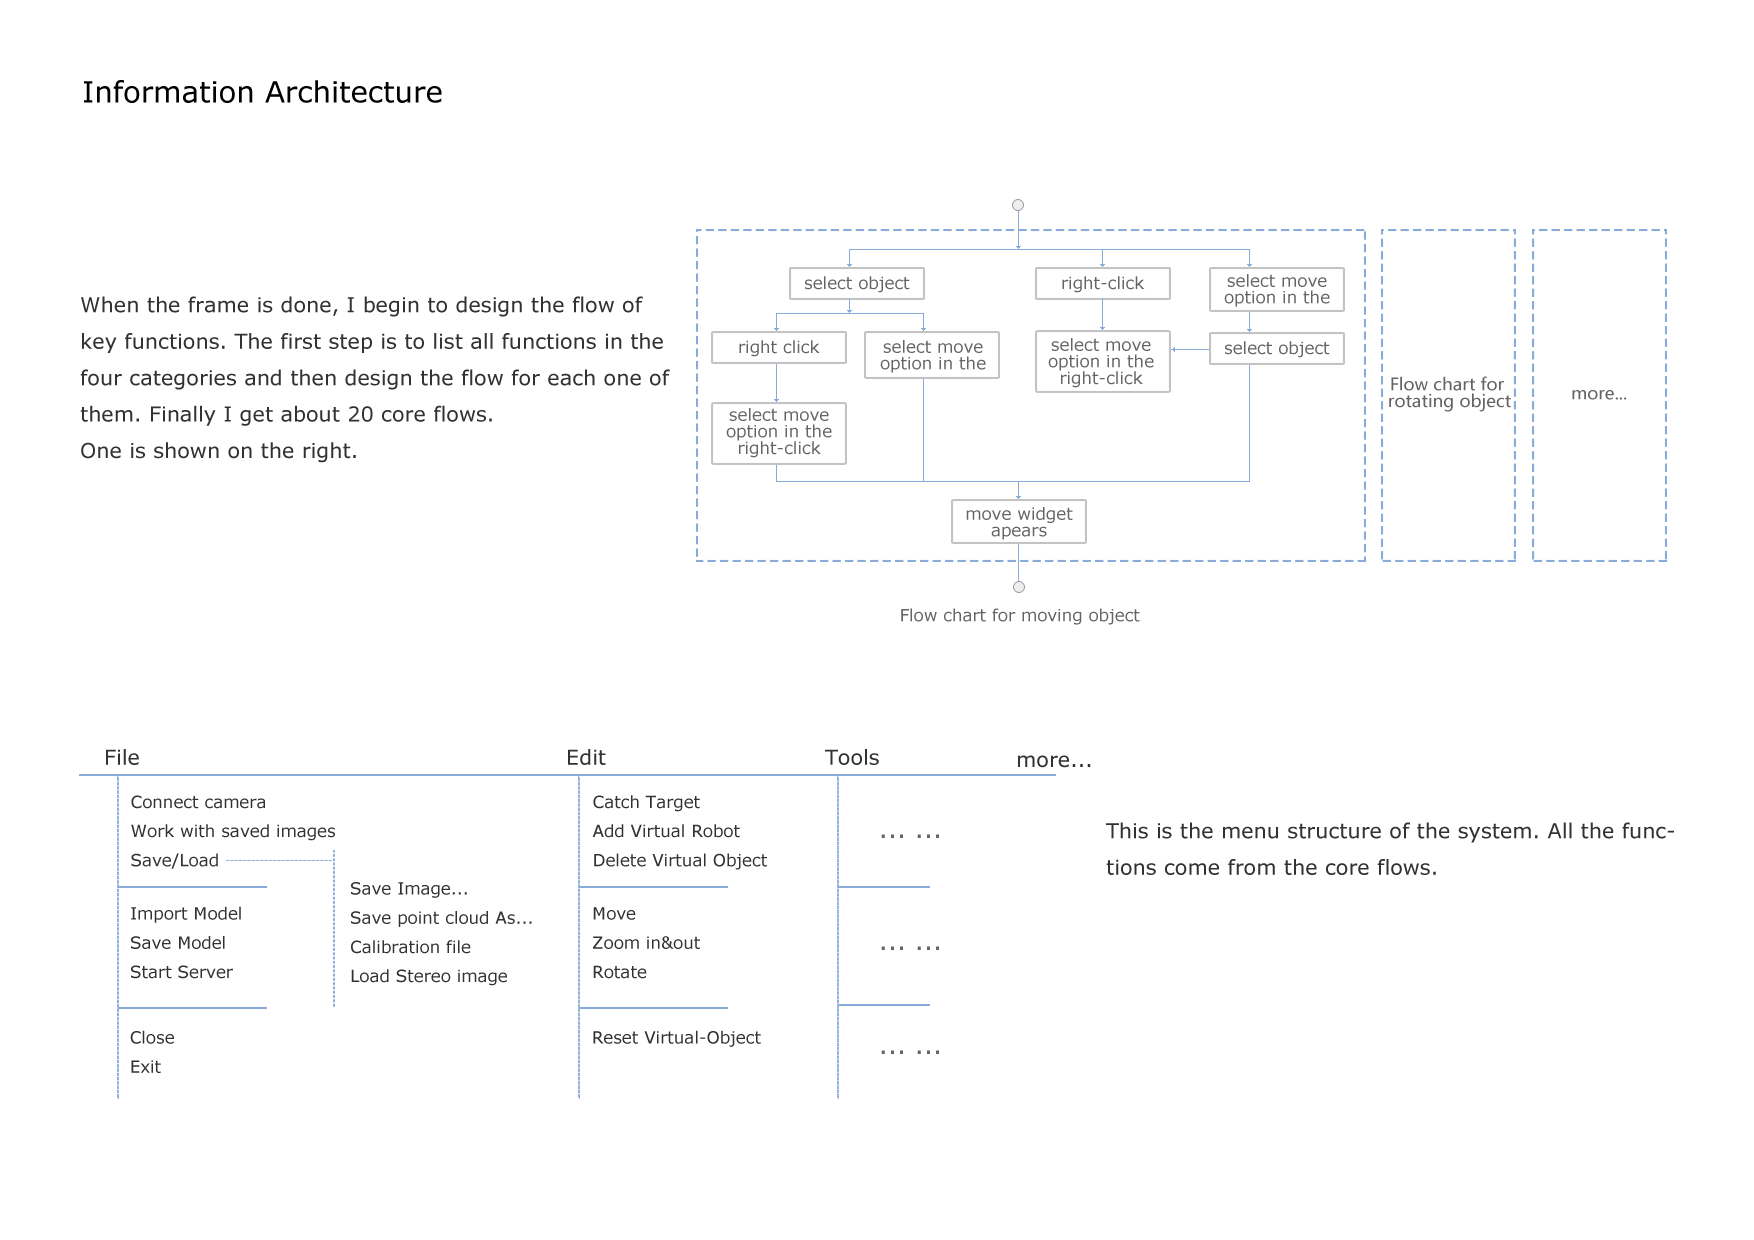 Information Architecture
When the frame is done, I begin to design the flow of
key functions. The first step is to list all functions in the
four categories and then design the flow for each one of
them. Finally I get about 20 core flows.
One is shown on the right.
select object
right-click
select move
option in the
right click
select move
option in the
select move
option in the
right-click
select object
select move
option in the
right-click
move widget
apears
Flow chart for moving object
Flow chart for
rotating object
more...
File
Edit
Tools
more...
Connect camera
Work with saved images
Save/Load
Save Image...
Save point cloud As...
Calibration file
Load Stereo image
Import Model
Save Model
Start Server
Close
Exit
Catch Target
Add Virtual Robot
Delete Virtual Object
Move
Zoom in&out
Rotate
Reset Virtual-Object
... ...
... ...
... ...
This is the menu structure of the system. All the func-
tions come from the core flows.